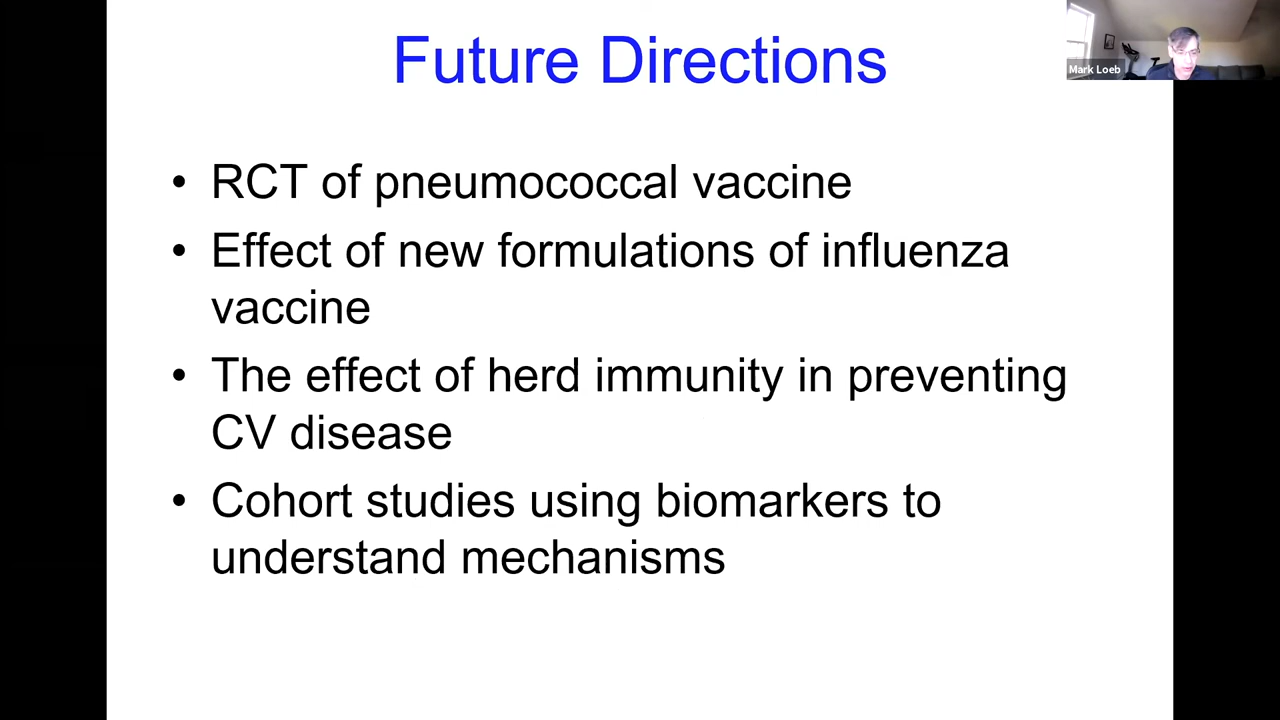 Future Directions
Mark Loeb
• RCT of pneumococcal vaccine
• Effect of new formulations of influenza
vaccine
• The effect of herd immunity in preventing
CV disease
• Cohort studies using biomarkers to
understand mechanisms